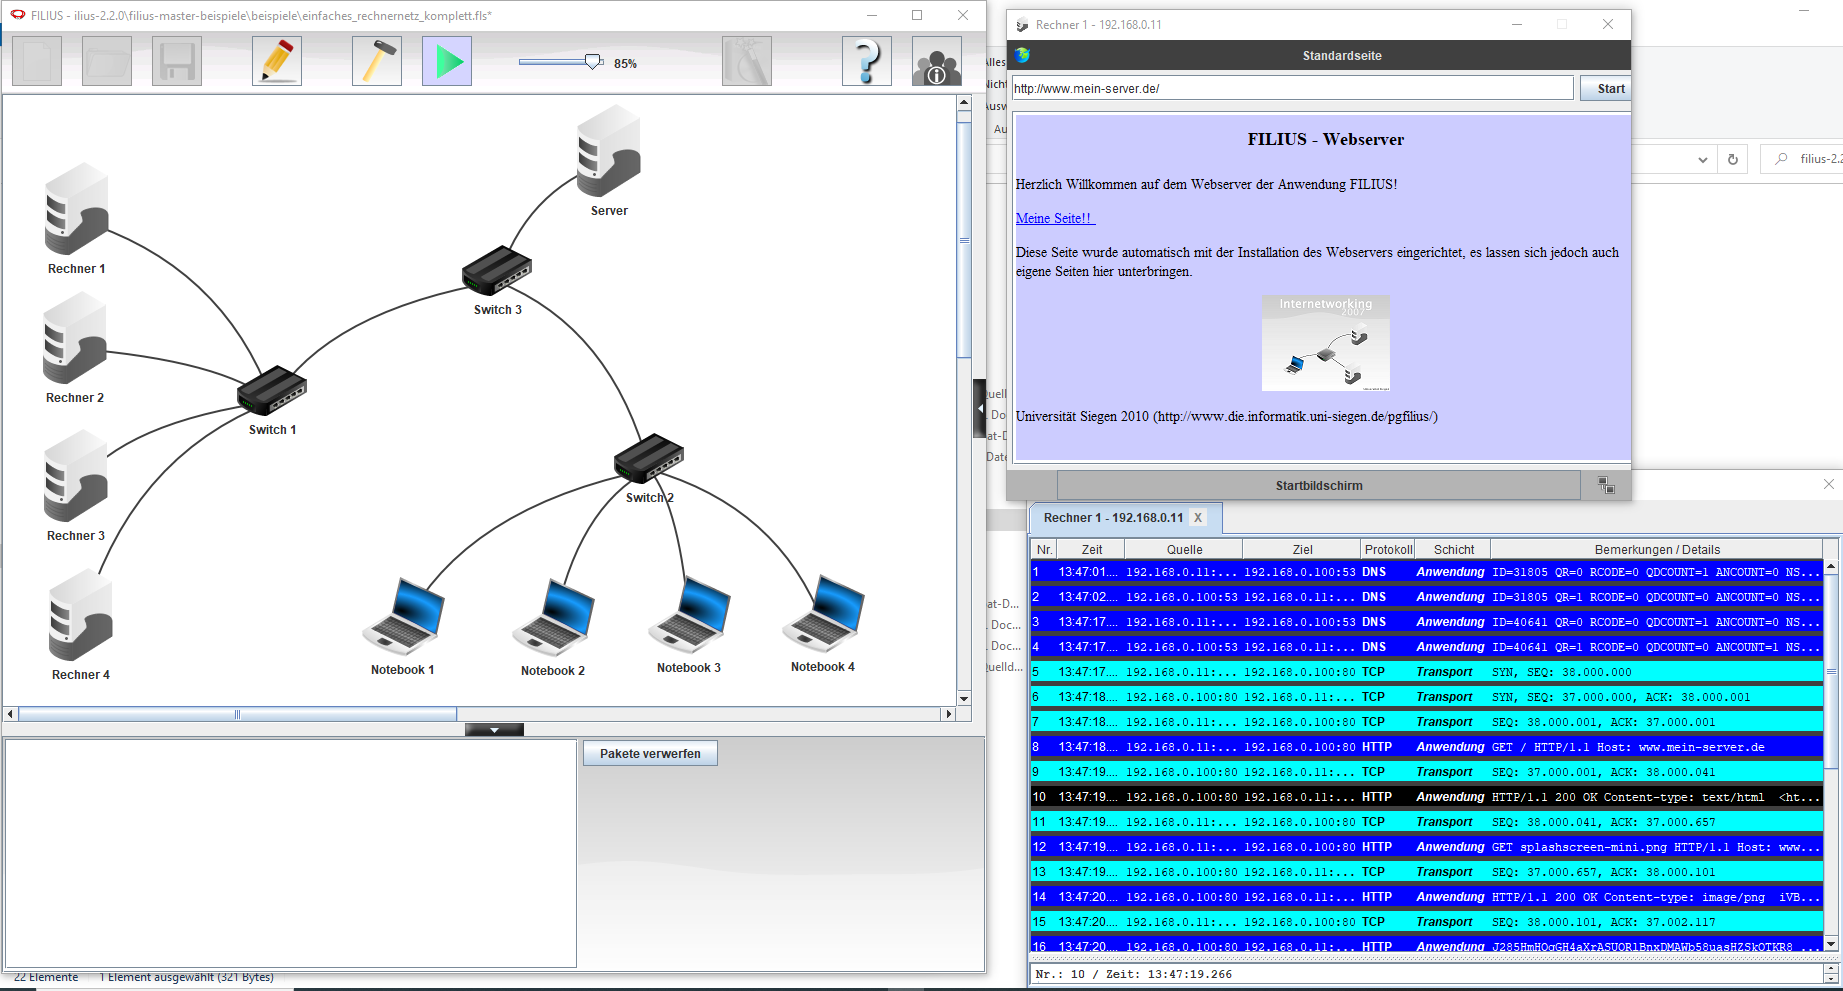 FILIUS - ilius-2.2.0\filius-master-beispiele\beispiele\einfaches_rechnernetz_komplett.fls*
85%
Server
Rechner 1
Switch 3
Rechner 2
Switch 1
Rechner 3
Switch 2
Rechner 4
Notebook 1
Notebook 2
Notebook 3
Notebook 4
Pakete verwerfen
22 Elemente 1 Element ausgewählt (321 Bytes)
Rechner 1 - 192.168.0.11
Standardseite
http://www.mein-server.de/
Start
FILIUS - Webserver
Herzlich Willkommen auf dem Webserver der Anwendung FILIUS!
Meine Seite!!
Diese Seite wurde automatisch mit der Installation des Webservers eingerichtet, es lassen sich jedoch auch
eigene Seiten hier unterbringen.
Internetworking
2007
Universität Siegen 2010 (http://www.die.informatik.uni-siegen.de/pgfilius/)
Startbildschirm
Alles
Nicht
Ausw
Au
filius-2.2
Rechner 1 - 192.168.0.11 X
Nr. Zeit Quelle Ziel Protokoll Schicht Bemerkungen / Details
1 13:47:01.... 192.168.0.11:... 192.168.0.100:53 DNS Anwendung ID=31805 QR=0 RCODE=0 QDCOUNT=1 ANCOUNT=0 NS...
2 13:47:02.... 192.168.0.100:53 192.168.0.11:... DNS Anwendung ID=31805 QR=1 RCODE=0 QDCOUNT=1 ANCOUNT=0 NS...
3 13:47:17.... 192.168.0.11:... 192.168.0.100:53 DNS Anwendung ID=40641 QR=0 RCODE=0 QDCOUNT=1 ANCOUNT=0 NS...
4 13:47:17.... 192.168.0.100:53 192.168.0.11:... DNS Anwendung ID=40641 QR=1 RCODE=0 QDCOUNT=0 ANCOUNT=1 NS...
5 13:47:17.... 192.168.0.11:... 192.168.0.100:80 TCP Transport SYN, SEQ: 38.000.000
6 13:47:18.... 192.168.0.100:80 192.168.0.11:... TCP Transport SYN, SEQ: 37.000.000, ACK: 38.000.001
7 13:47:18.... 192.168.0.11:... 192.168.0.100:80 TCP Transport SEQ: 38.000.001, ACK: 37.000.001
8 13:47:18.... 192.168.0.11:... 192.168.0.100:80 HTTP Anwendung GET / HTTP/1.1 Host: www.mein-server.de
9 13:47:19.... 192.168.0.100:80 192.168.0.11:... TCP Transport SEQ: 37.000.001, ACK: 38.000.041
10 13:47:19.... 192.168.0.100:80 192.168.0.11:... HTTP Anwendung HTTP/1.1 200 OK Content-type: text/html <ht...
11 13:47:19.... 192.168.0.11:... 192.168.0.100:80 TCP Transport SEQ: 38.000.041, ACK: 37.000.657
12 13:47:19.... 192.168.0.11:... 192.168.0.100:80 HTTP Anwendung GET splashscreen-mini.png HTTP/1.1 Host: www...
13 13:47:19.... 192.168.0.100:80 192.168.0.11:... TCP Transport SEQ: 37.000.657, ACK: 38.000.101
14 13:47:20.... 192.168.0.100:80 192.168.0.11:... HTTP Anwendung HTTP/1.1 200 OK Content-type: image/png iVB...
15 13:47:20.... 192.168.0.11:... 192.168.0.100:80 TCP Transport SEQ: 38.000.101, ACK: 37.002.117
16 13:47:20.... 192.168.0.100:80 192.168.0.11:... HTTP Anwendung
Nr.: 10 / Zeit: 13:47:19.266